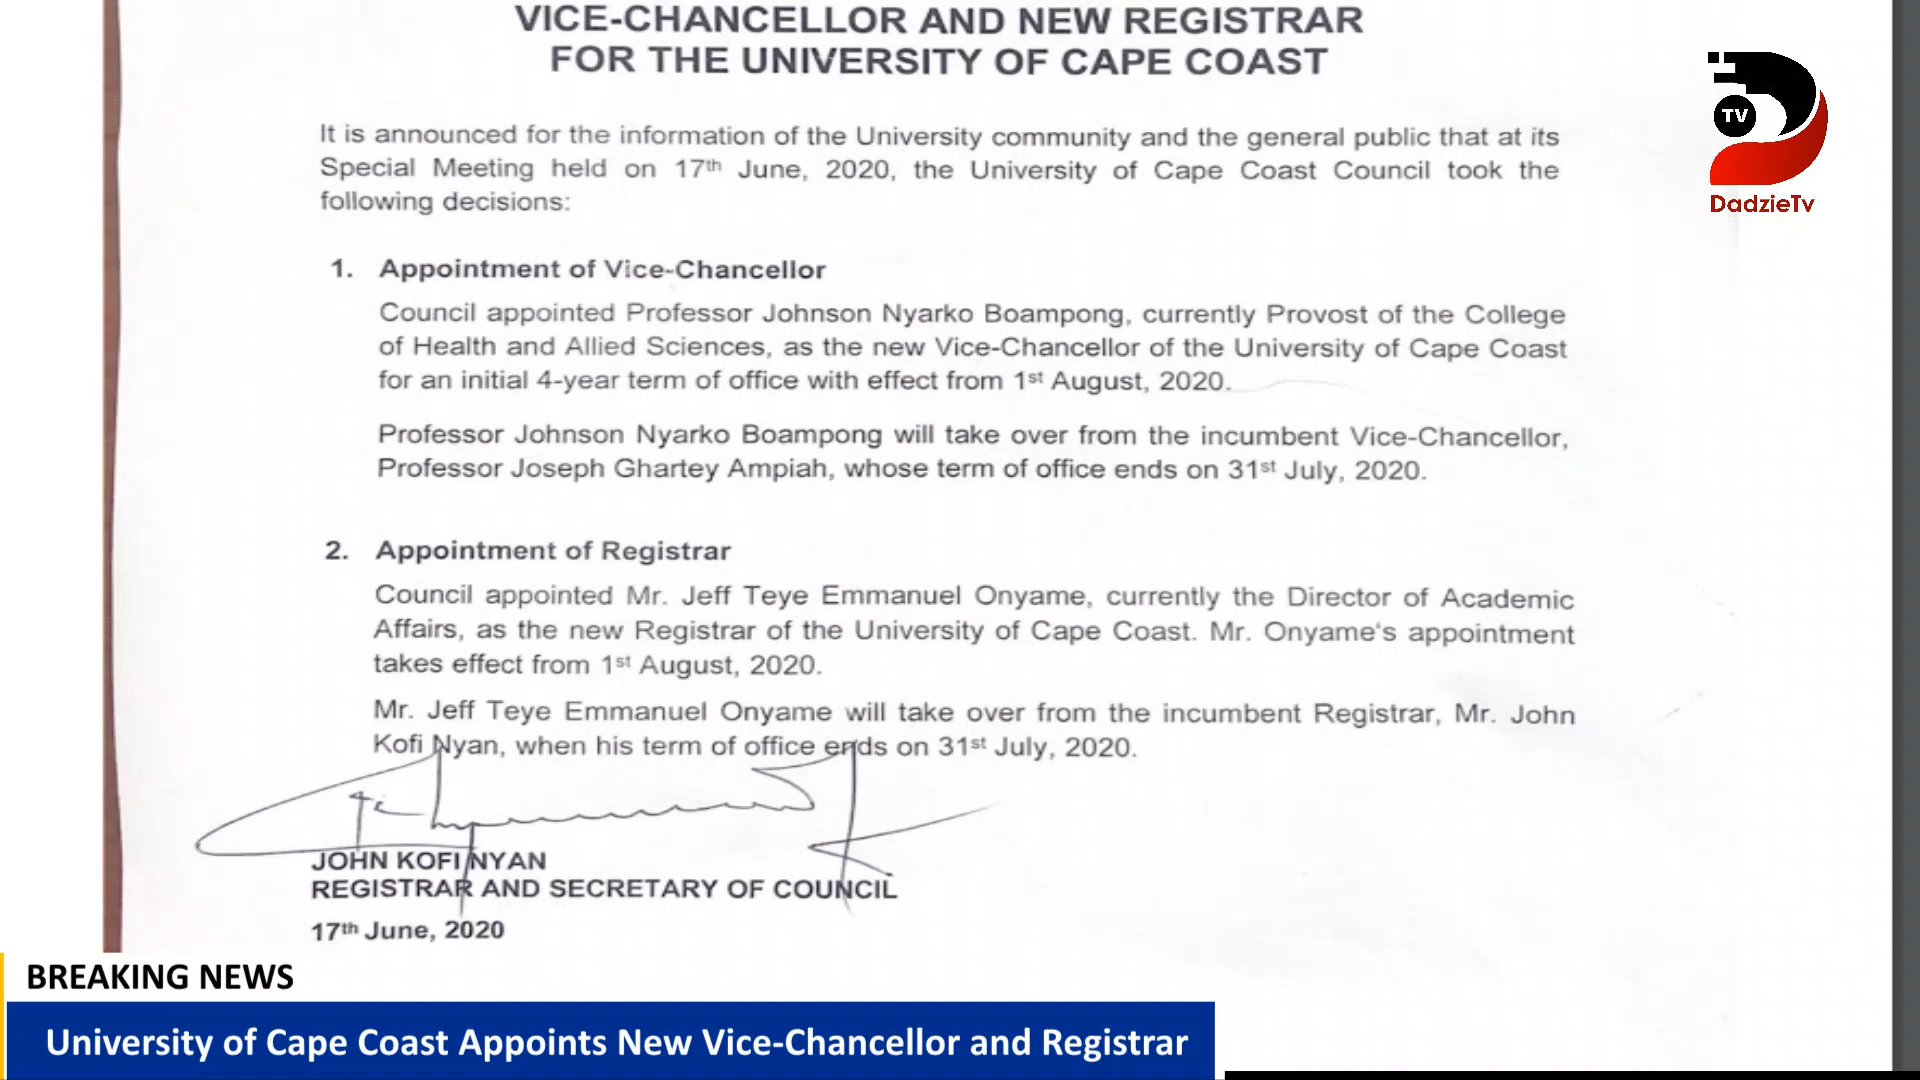 VICE-CHANCELLOR AND NEW REGISTRAR
FOR THE UNIVERSITY OF CAPE COAST
It is announced for the information of the University community and the general public that at its
Special Meeting held on 17th June, 2020, the University of Cape Coast Council took the
following decisions:
1. Appointment of Vice-Chancellor
Council appointed Professor Johnson Nyarko Boampong, currently Provost of the College
of Health and Allied Sciences, as the new Vice-Chancellor of the University of Cape Coast
for an initial 4-year term of office with effect from 1st August, 2020.
Professor Johnson Nyarko Boampong will take over from the incumbent Vice-Chancellor,
Professor Joseph Ghartey Ampiah, whose term of office ends on 31st July, 2020.
2. Appointment of Registrar
Council appointed Mr. Jeff Teye Emmanuel Onyame, currently the Director of Academic
Affairs, as the new Registrar of the University of Cape Coast. Mr. Onyame's appointment
takes effect from 1st August, 2020.
Mr. Jeff Teye Emmanuel Onyame will take over from the incumbent Registrar, Mr. John
Kofi Nyan, when his term of office ends on 31st July, 2020.
JOHN KOFI NYAN
REGISTRAR AND SECRETARY OF COUNCIL
17th June, 2020
TV
DadzieTv
BREAKING NEWS
University of Cape Coast Appoints New Vice-Chancellor and Registrar